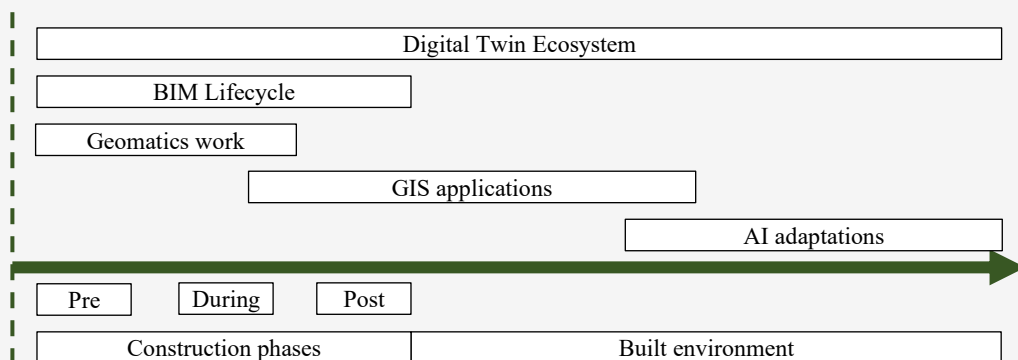 Digital Twin Ecosystem
BIM Lifecycle
Geomatics work
GIS applications
AI adaptations
Pre During Post
Construction phases Built environment